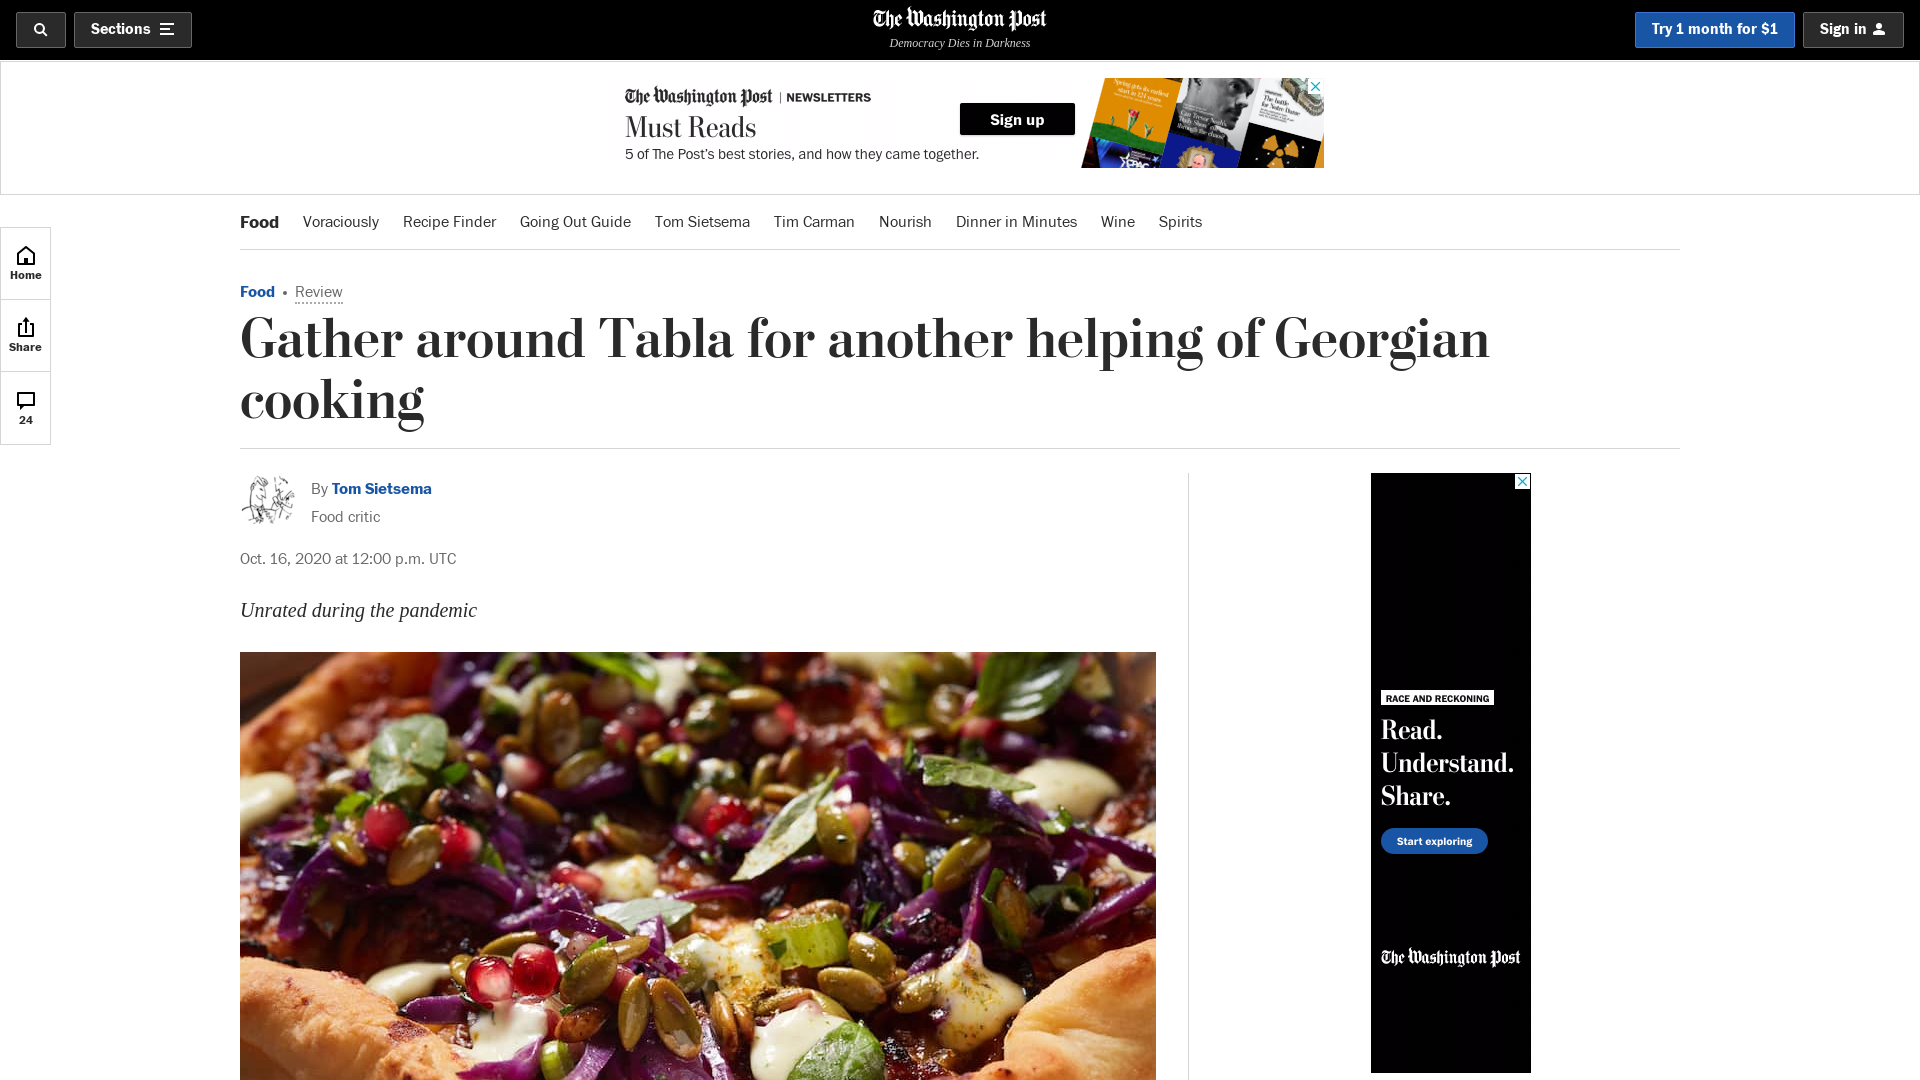 Sections
The Washington Post
Democracy Dies in Darkness
Try 1 month for $1
Sign in
The Washington Post | NEWSLETTERS
Must Reads
5 of The Post's best stories, and how they came together.
Sign up
Food Voraciously Recipe Finder Going Out Guide Tom Sietsema Tim Carman Nourish Dinner in Minutes Wine Spirits
Home
Share
24
Food • Review
Gather around Tabla for another helping of Georgian
cooking
By Tom Sietsema
Food critic
Oct. 16, 2020 at 12:00 p.m. UTC
Unrated during the pandemic
RACE AND RECKONING
Read.
Understand.
Share.
Start exploring
The Washington Post